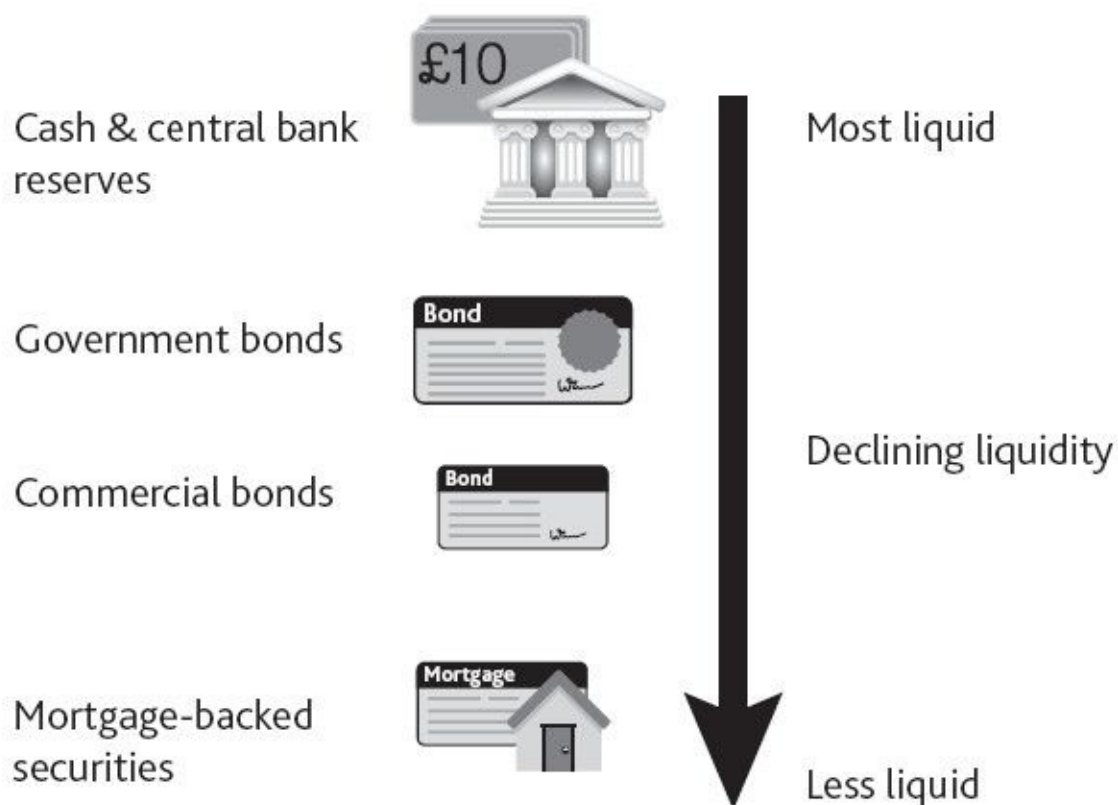 £10
Cash & central bank
reserves
Most liquid
Bond
Government bonds
Declining liquidity
Bond
Commercial bonds
Mortgage
Mortgage-backed
securities
Less liquid